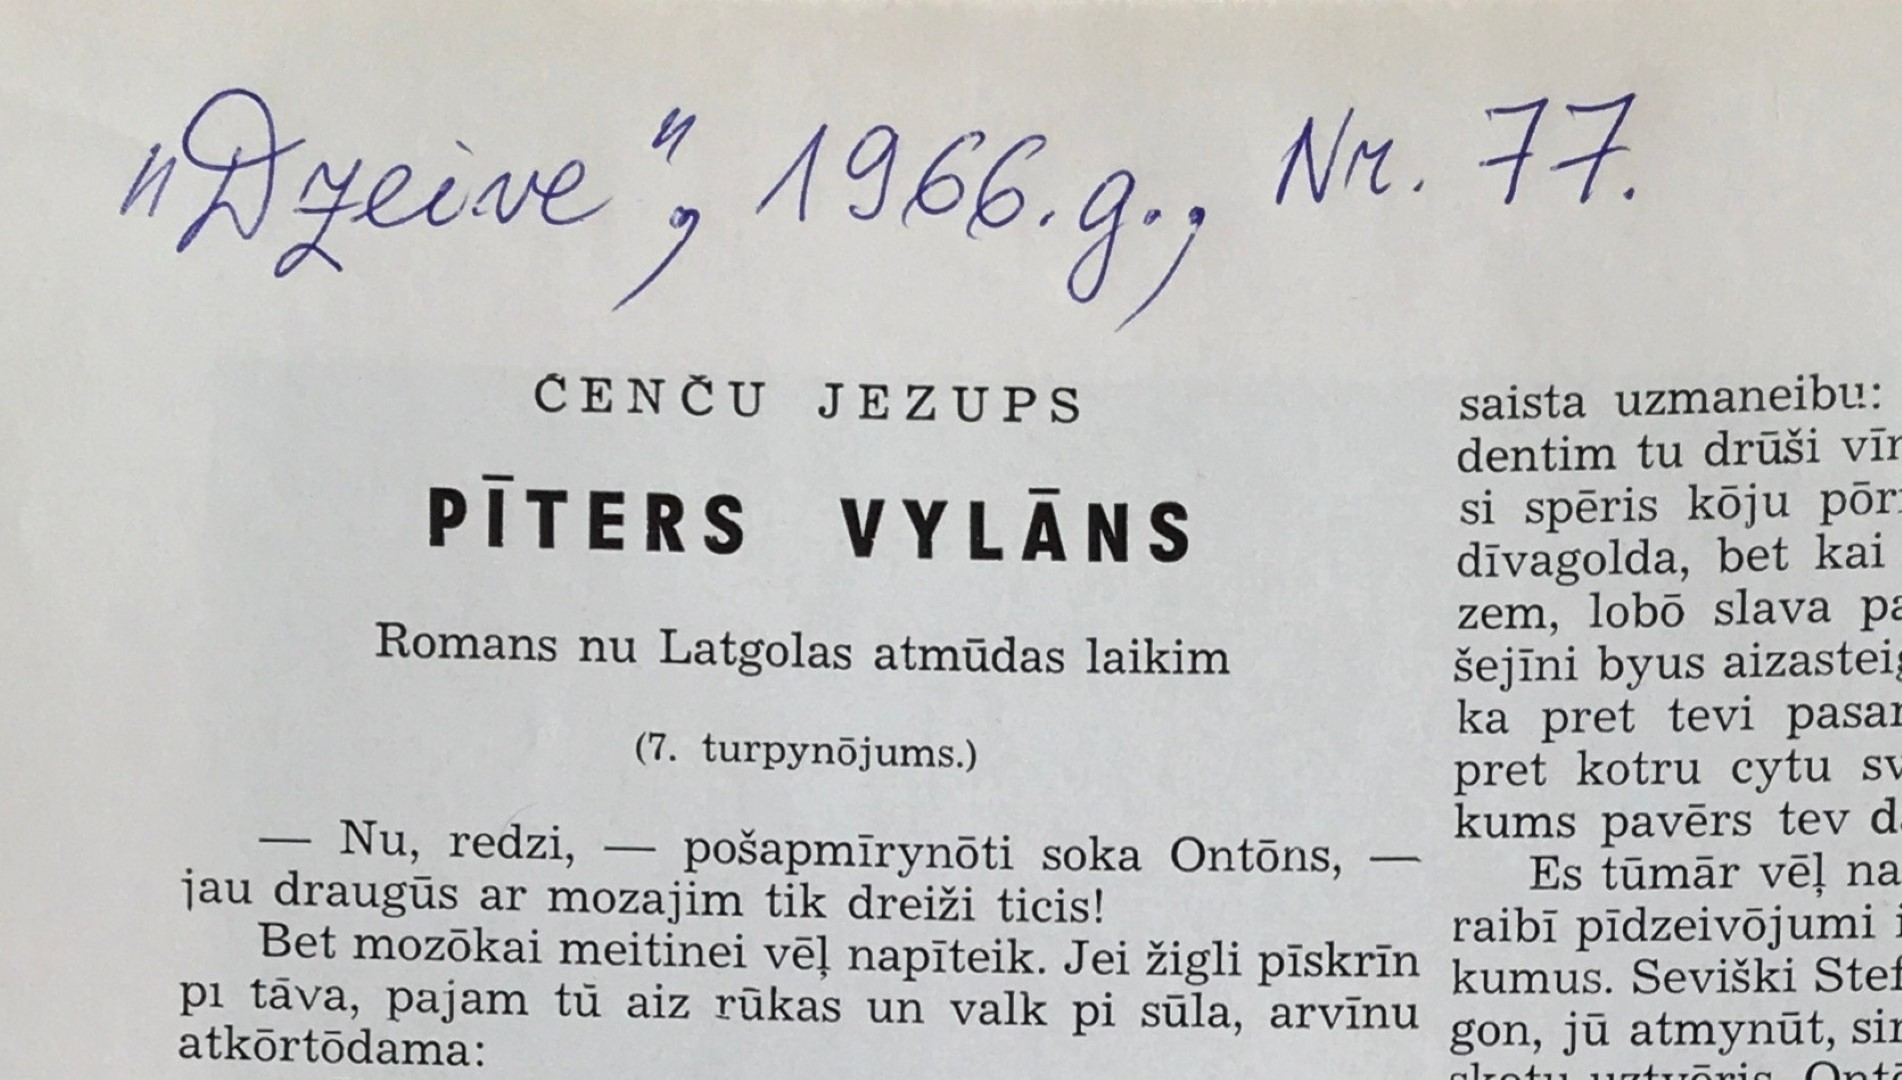 "Dzeive", 1966. g., Nr. 77.
ČENČU JEZUPS
PĪTERS VYLĀNS
Romans nu Latgolas atmūdas laikim
(7. turpynōjums.)
— Nu, redzi, — pošapmīrynōti soka Ontōns, —
jau draugūs ar mozajim tik dreiži ticis!
Bet mozōkai meitinei vēļ napīteik. Jei žigli pīskrīn
pi tāva, pajam tū aiz rūkas un valk pi sūla, arvīnu
atkōrtōdama:
saista uzmaneibu:
dentim tu drūši
si spēris kōju
dīvagolda, bet kai
zem, lobō slava
šejīni byus
ka pret tevi
pret kotru cytu
kums pavērs tev
Es tūmār vēļ
raibī pīdzeivōjumi
kumus. Seviški
gon, jū atmynūt,